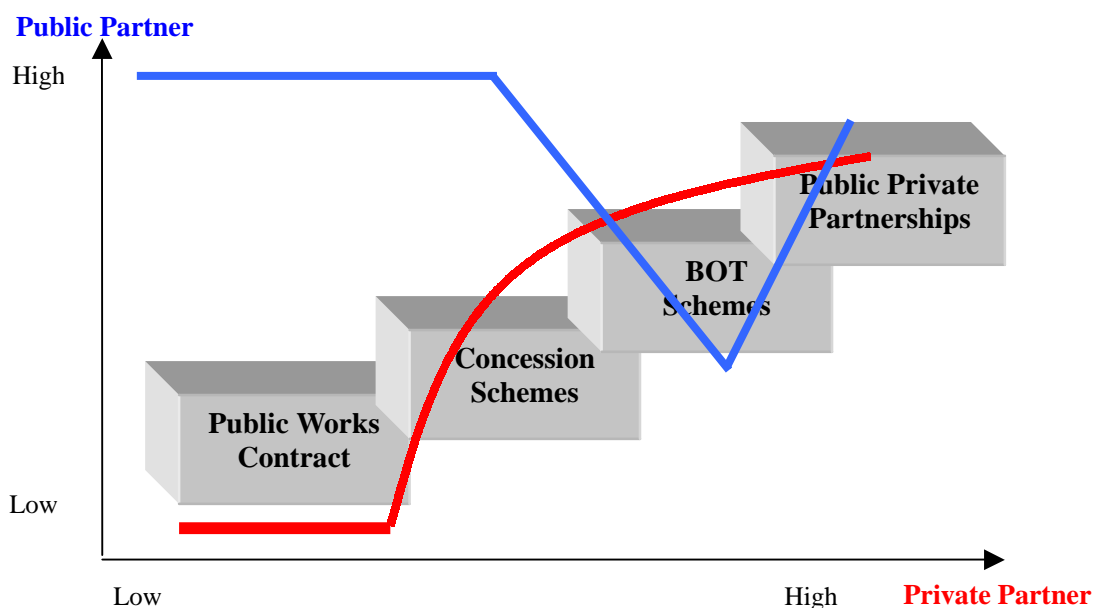 Public Partner
High
Public Private
Partnerships
BOT
Schemes
Concession
Schemes
Public Works
Contract
Low
Low
High
Private Partner